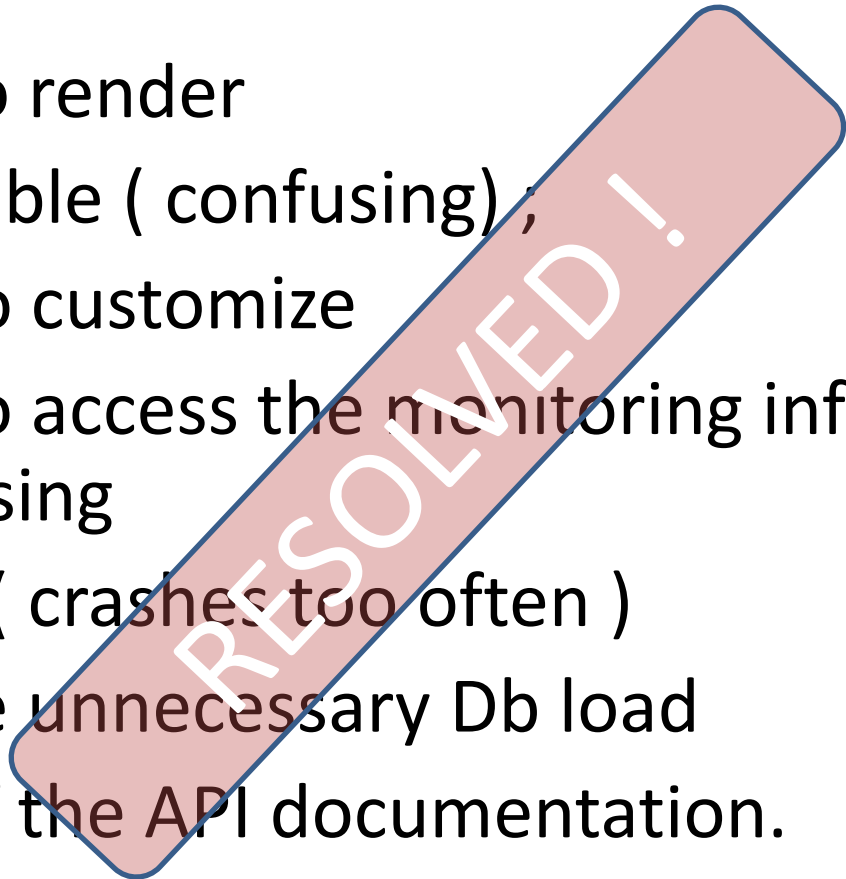 render
ble ( confusing) ;
customize
access the monitoring inf
sing
( crashes too often )
unnecessary Db load
the API documentation.
RESOLVED !